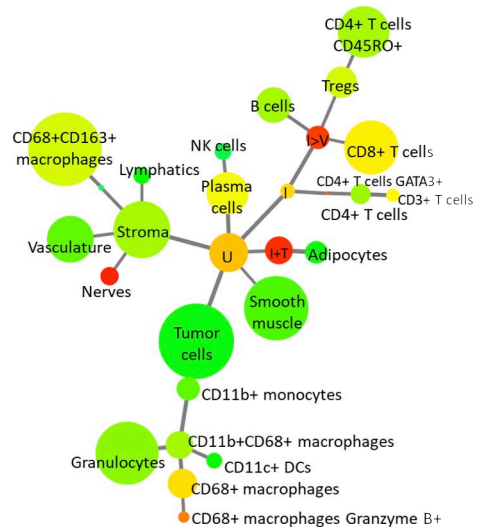 CD4+ T cells
CD45RO+
Tregs
B cells
I>V
CD8+ T cells
NK cells
CD68+CD163+
macrophages
Lymphatics
Plasma
cells
I
CD4+ T cells GATA3+
CD3+ T cells
CD4+ T cells
Stroma
Vasculature
U
I+T
Adipocytes
Nerves
Smooth
muscle
Tumor
cells
CD11b+ monocytes
CD11b+CD68+ macrophages
Granulocytes
CD11c+ DCs
CD68+ macrophages
CD68+ macrophages Granzyme B+